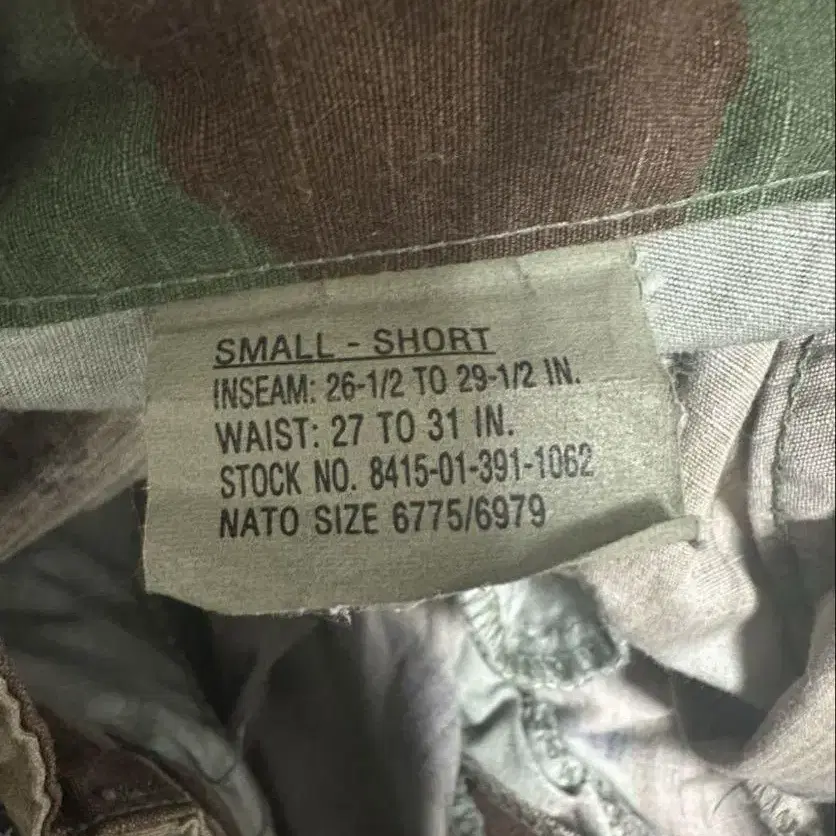 SMALL - SHORT
INSEAM: 26-1/2 TO 29-1/2 IN.
WAIST: 27 TO 31 IN.
STOCK NO. 8415-01-391-1062
NATO SIZE 6775/6979